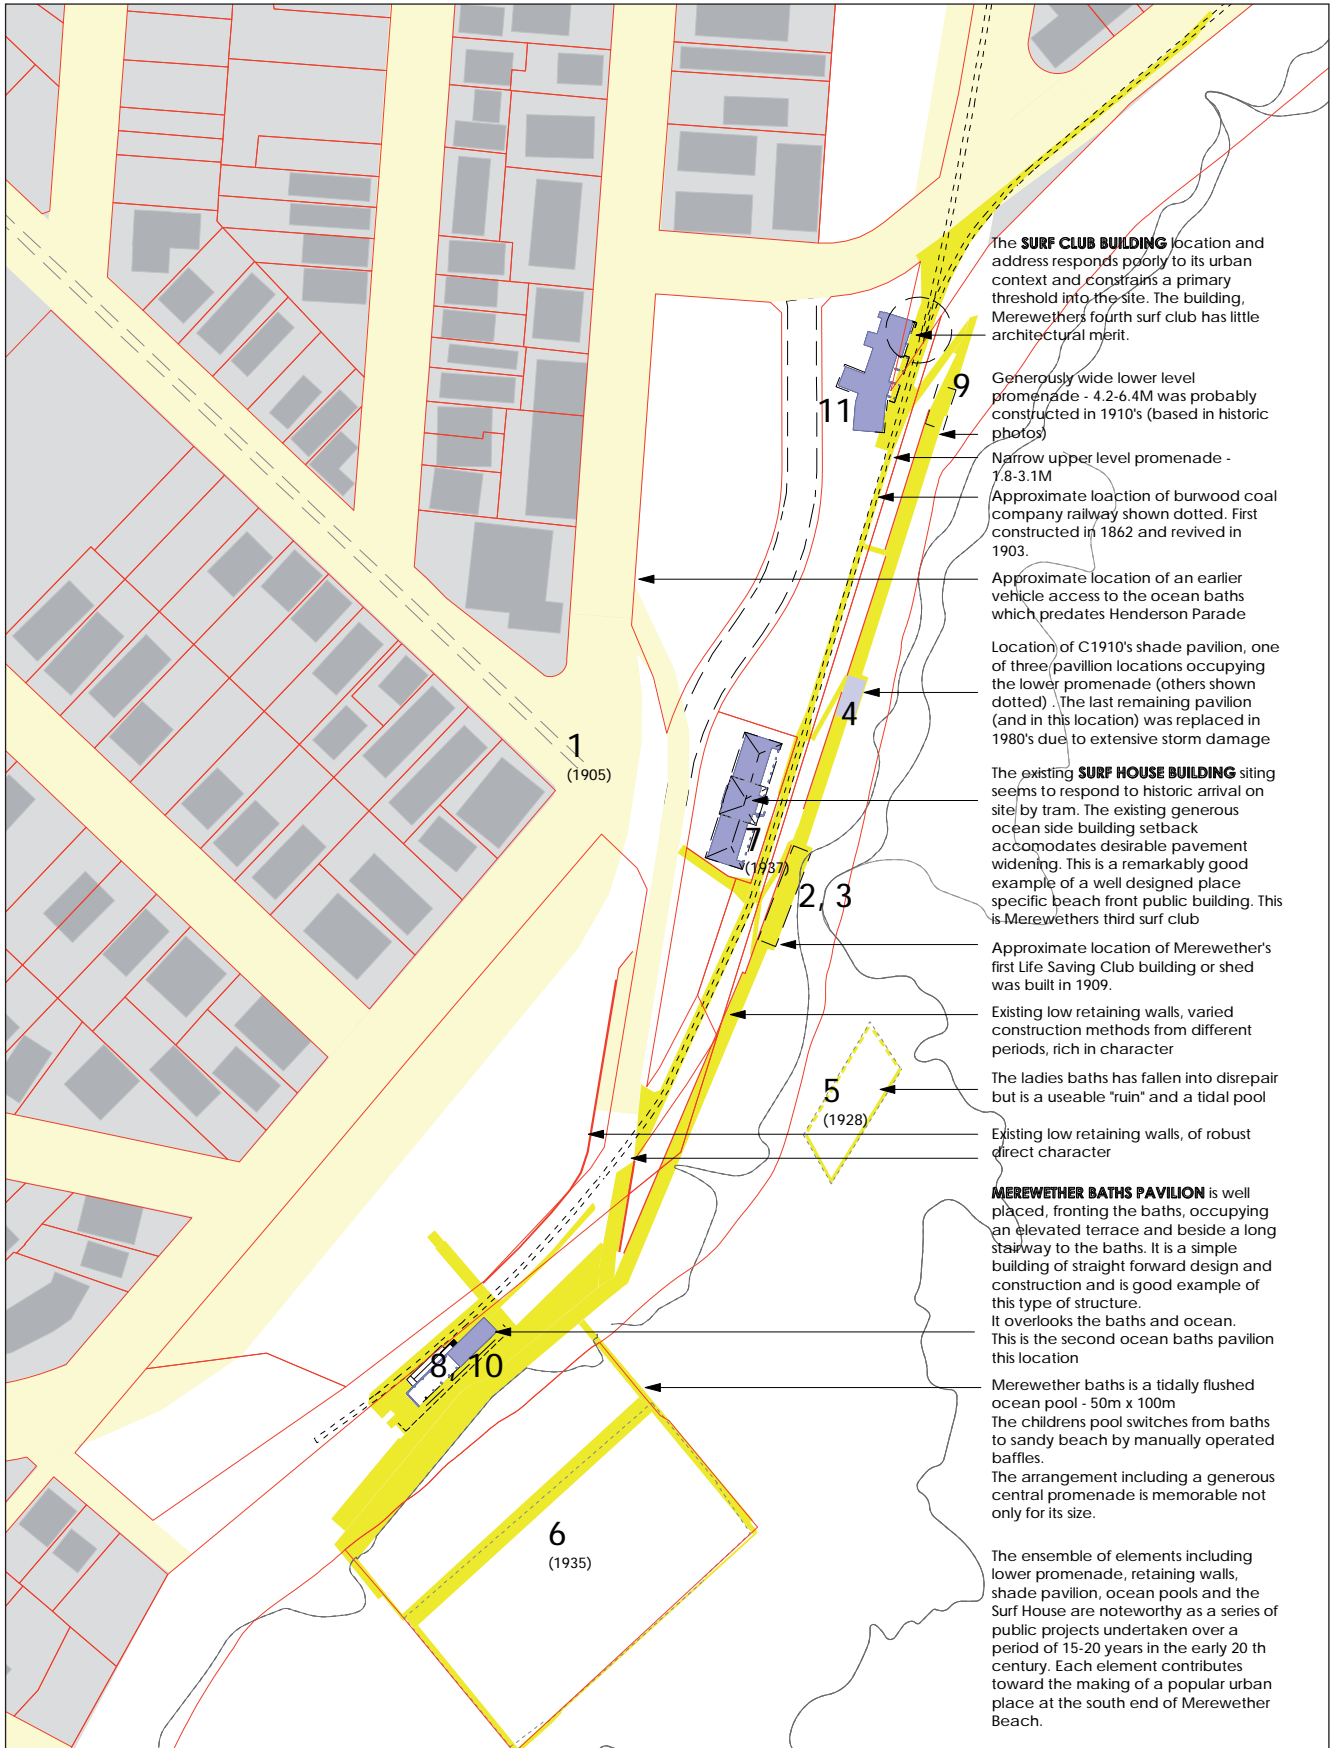 The SURF CLUB BUILDING location and
address responds poorly to its urban
context and constrains a primary
threshold into the site. The building,
Merewethers fourth surf club has little
architectural merit.
9
11
Generously wide lower level
promenade - 4.2-6.4M was probably
constructed in 1910's (based in historic
photos)
Narrow upper level promenade -
1.8-3.1M
Approximate loaction of burwood coal
company railway shown dotted. First
constructed in 1862 and revived in
1903.
Approximate location of an earlier
vehicle access to the ocean baths
which predates Henderson Parade
Location of C1910's shade pavilion, one
of three pavillion locations occupying
the lower promenade (others shown
dotted) . The last remaining pavilion
(and in this location) was replaced in
1980's due to extensive storm damage
4
1
(1905)
The existing SURF HOUSE BUILDING siting
seems to respond to historic arrival on
site by tram. The existing generous
ocean side building setback
accomodates desirable pavement
widening. This is a remarkably good
example of a well designed place
specific beach front public building. This
is Merewethers third surf club
7
(1937)
2, 3
Approximate location of Merewether's
first Life Saving Club building or shed
was built in 1909.
Existing low retaining walls, varied
construction methods from different
periods, rich in character
The ladies baths has fallen into disrepair
but is a useable "ruin" and a tidal pool
5
(1928)
Existing low retaining walls, of robust
direct character
MEREWETHER BATHS PAVILION is well
placed, fronting the baths, occupying
an elevated terrace and beside a long
stairway to the baths. It is a simple
building of straight forward design and
construction and is good example of
this type of structure.
It overlooks the baths and ocean.
This is the second ocean baths pavilion
this location
8, 10
Merewether baths is a tidally flushed
ocean pool - 50m x 100m
The childrens pool switches from baths
to sandy beach by manually operated
baffles.
The arrangement including a generous
central promenade is memorable not
only for its size.
6
(1935)
The ensemble of elements including
lower promenade, retaining walls,
shade pavilion, ocean pools and the
Surf House are noteworthy as a series of
public projects undertaken over a
period of 15-20 years in the early 20 th
century. Each element contributes
toward the making of a popular urban
place at the south end of Merewether
Beach.